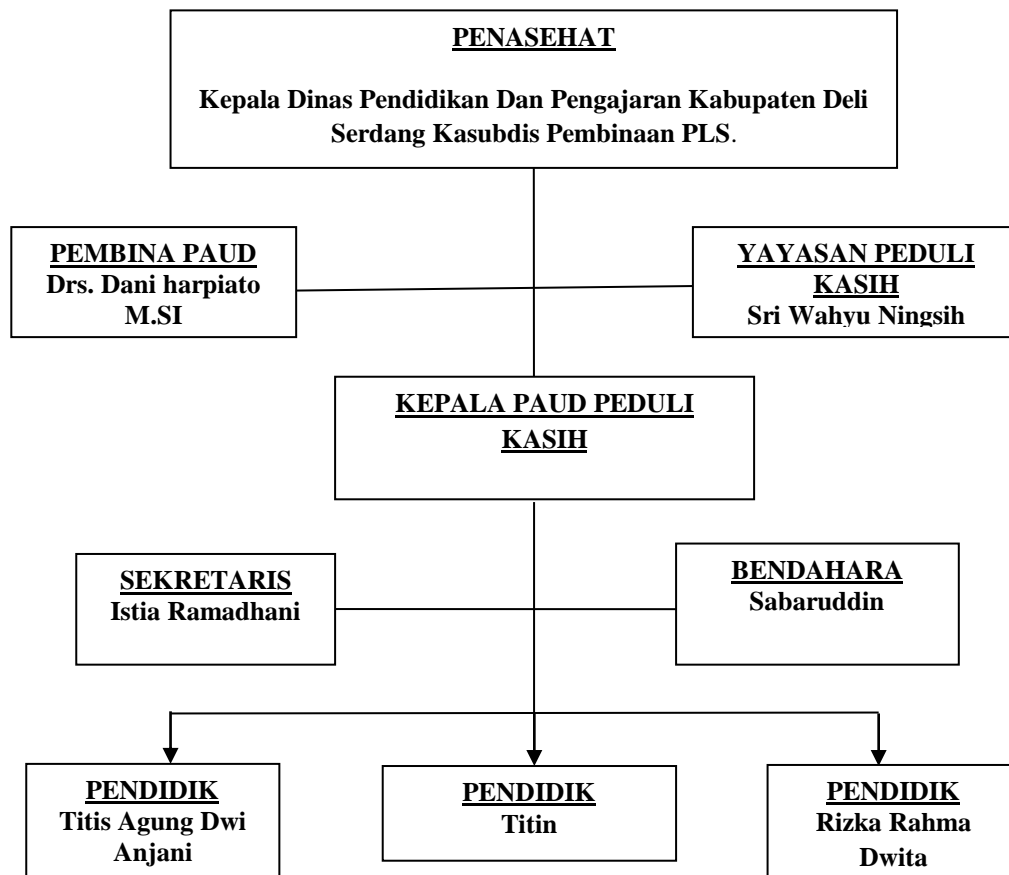 PENASEHAT
Kepala Dinas Pendidikan Dan Pengajaran Kabupaten Deli
Serdang Kasubdis Pembinaan PLS.
PEMBINA PAUD
Drs. Dani harpiato
M.SI
YAYASAN PEDULI
KASIH
Sri Wahyu Ningsih
KEPALA PAUD PEDULI
KASIH
SEKRETARIS
Istia Ramadhani
BENDAHARA
Sabaruddin
PENDIDIK
Titis Agung Dwi
Anjani
PENDIDIK
Titin
PENDIDIK
Rizka Rahma
Dwita